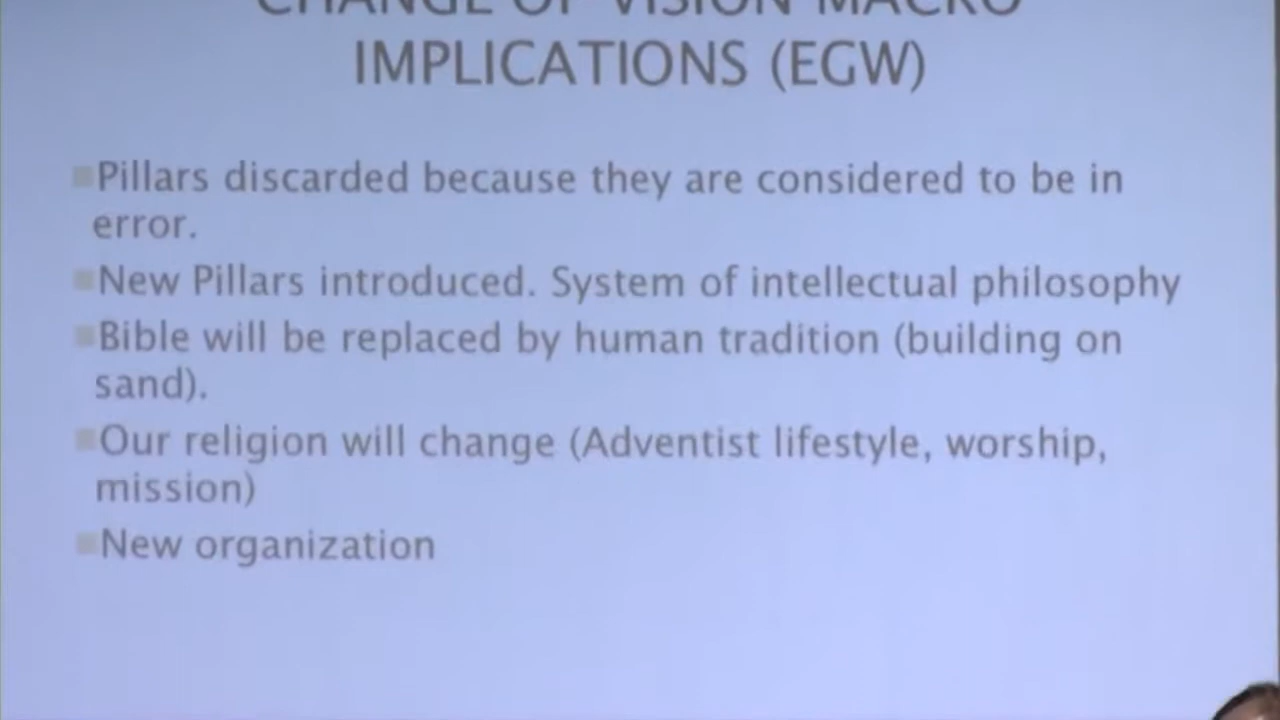 CHANGE OF VISION MACRO
IMPLICATIONS (EGW)
Pillars discarded because they are considered to be in
error.
New Pillars introduced. System of intellectual philosophy
Bible will be replaced by human tradition (building on
sand).
Our religion will change (Adventist lifestyle, worship,
mission)
New organization